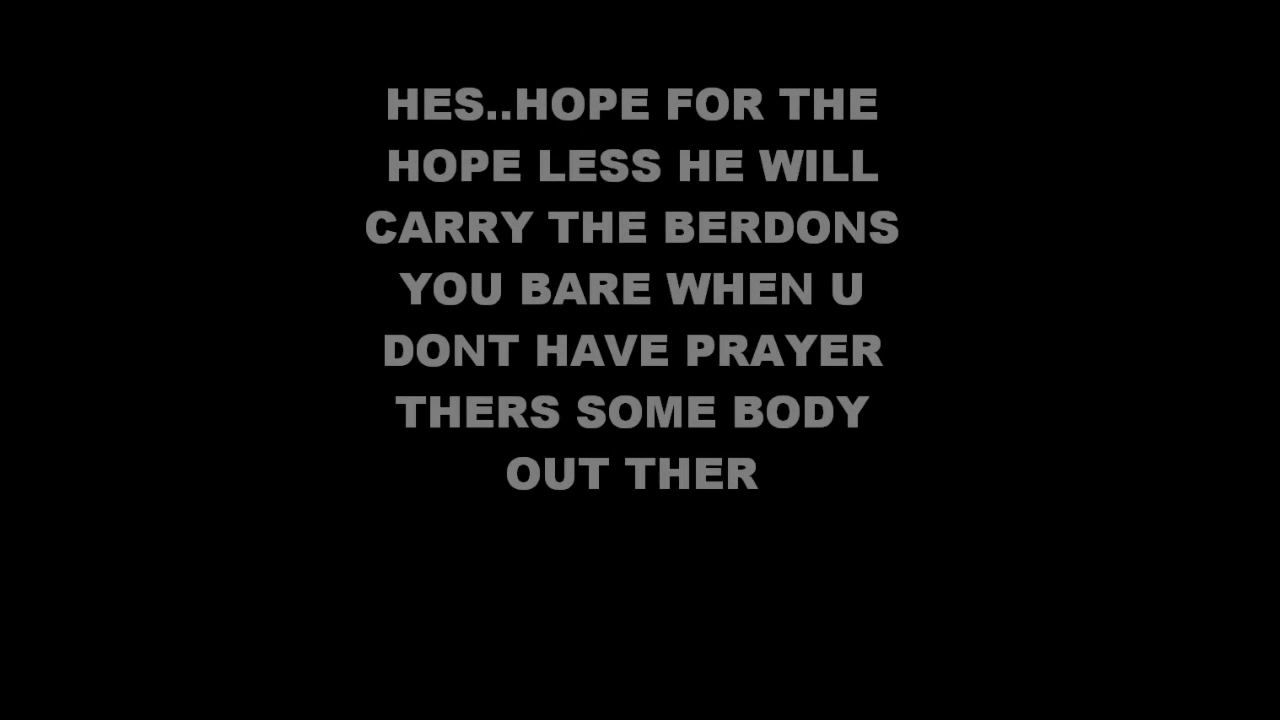 HES..HOPE FOR THE
HOPE LESS HE WILL
CARRY THE BERDONS
YOU BARE WHEN U
DONT HAVE PRAYER
THERS SOME BODY
OUT THER